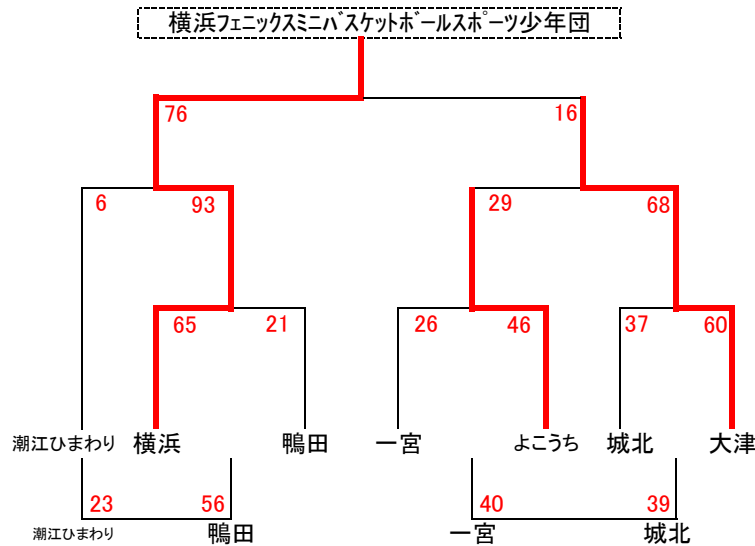 横浜フェニックスミニバスケットボールスポーツ少年団
76 16
6 93 29 68
65 21 26 46 37 60
潮江ひまわり 横浜 鴨田 一宮 よこうち 城北 大津
23 56 40 39
潮江ひまわり 鴨田 一宮 城北